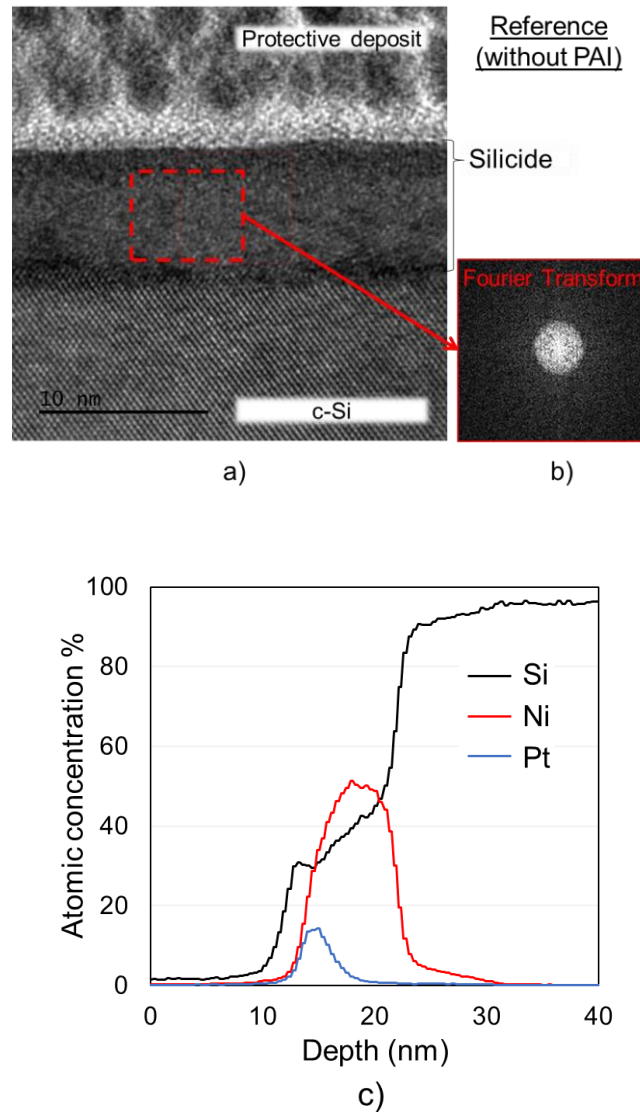 Protective deposit
Reference
(without PAI)
Silicide
Fourier Transform
10 nm
c-Si
a)
b)
100
80
60
40
20
0
Atomic concentration %
Si
Ni
Pt
0
10
20
30
40
Depth (nm)
c)